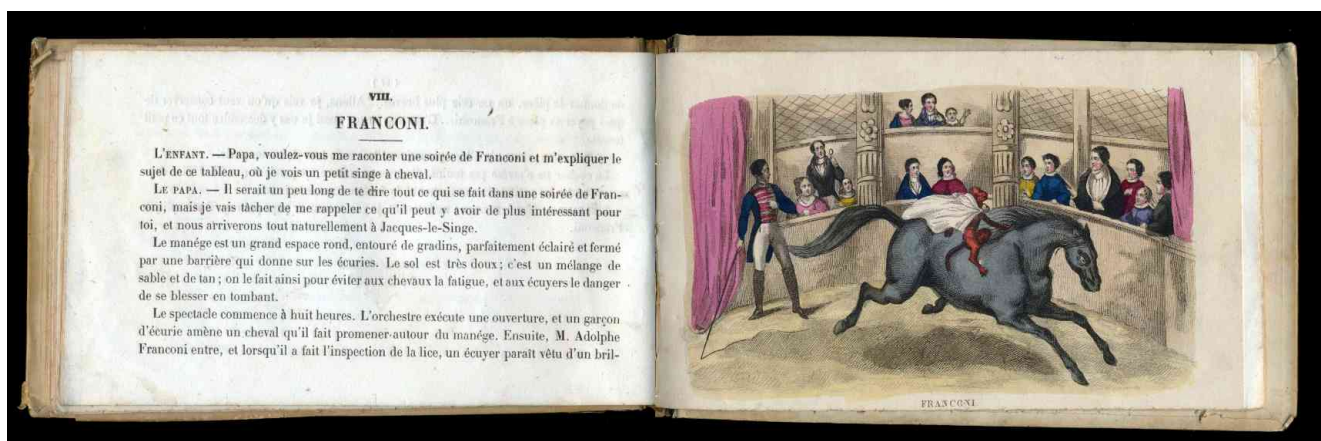 VIII.
FRANCONI.
L'ENFANT. — Papa, voulez-vous me raconter une soirée de Franconi et m'expliquer le
sujet de ce tableau, où je vois un petit singe à cheval.
LE PAPA. — Il serait un peu long de te dire tout ce qui se fait dans une soirée de Fran-
coni, mais je vais tâcher de me rappeler ce qu'il peut y avoir de plus intéressant pour
toi, et nous arriverons tout naturellement à Jacques-le-Singe.
Le manége est un grand espace rond, entouré de gradins, parfaitement éclairé et fermé
par une barrière qui donne sur les écuries. Le sol est très doux; c'est un mélange de
sable et de tan; on le fait ainsi pour éviter aux chevaux la fatigue, et aux écuyers le danger
de se blesser en tombant.
Le spectacle commence à huit heures. L'orchestre exécute une ouverture, et un garçon
d'écurie amène un cheval qu'il fait promener autour du manége. Ensuite, M. Adolphe
Franconi entre, et lorsqu'il a fait l'inspection de la lice, un écuyer paraît vêtu d'un bril-
FRANCONI